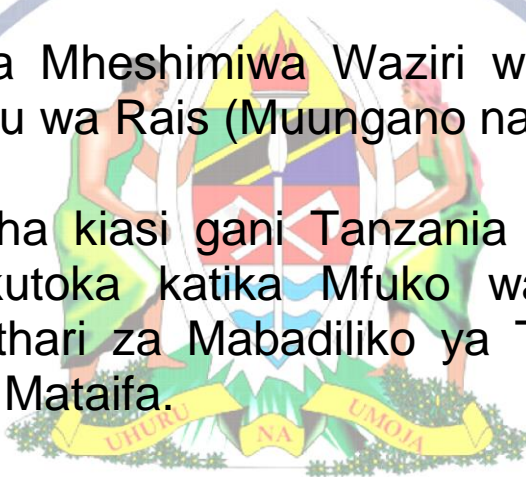 a Mheshimiwa Waziri w
u wa Rais (Muungano na
ha kiasi gani Tanzania
kutoka katika Mfuko wa
thari za Mabadiliko ya T
Mataifa.
UHURU NA UMOJA